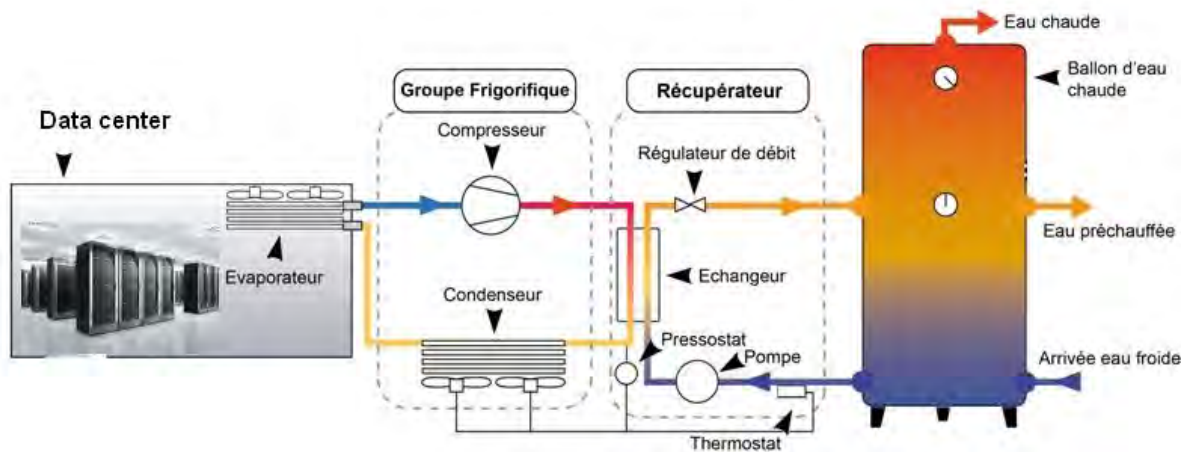 Eau chaude
Ballon d'eau
chaude
Groupe Frigorifique
Récupérateur
Data center
Compresseur
Régulateur de débit
Eau préchauffée
Evaporateur
Echangeur
Condenseur
Pressostat
Pompe
Arrivée eau froide
Thermostat